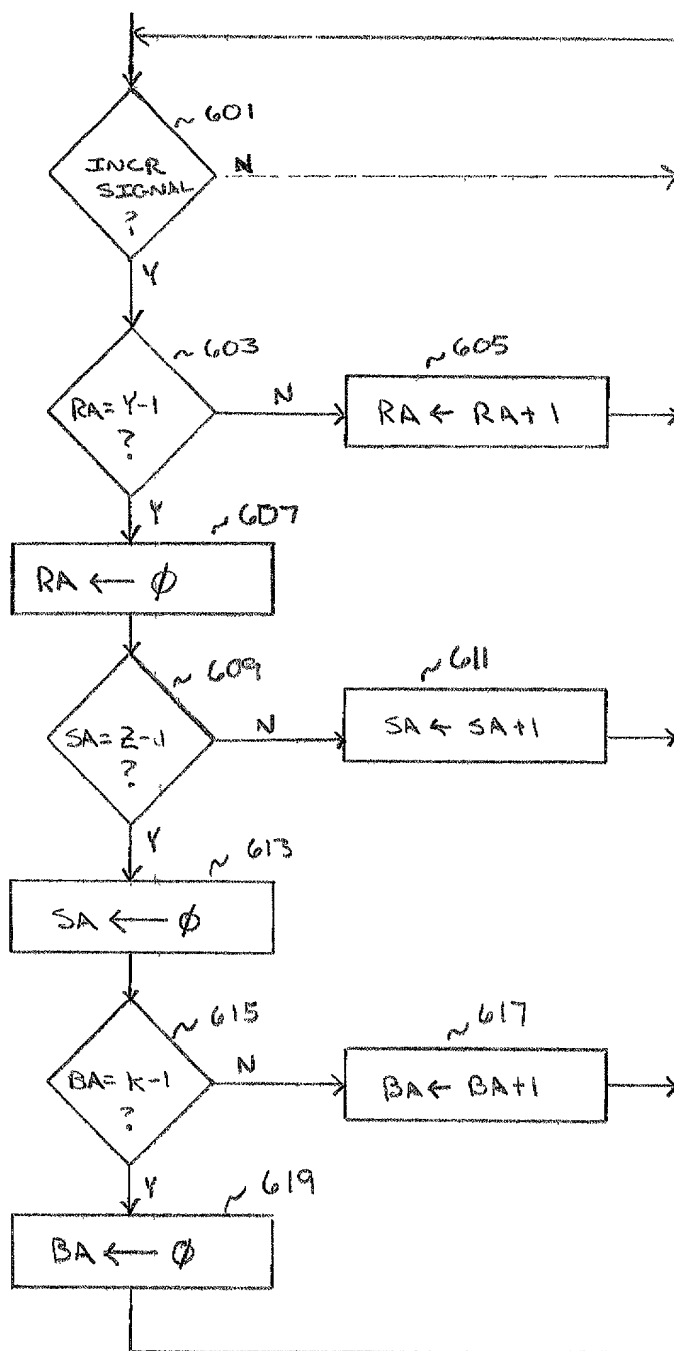 ~601
INCR
SIGNAL
?
N
Y
~603
RA=Y-1
?
N
~605
RA ← RA+1
Y
~607
RA ← ϕ
~609
SA=Z-1
?
N
~611
SA ← SA+1
Y
~613
SA ← ϕ
~615
BA=K-1
?
N
~617
BA ← BA+1
Y
~619
BA ← ϕ